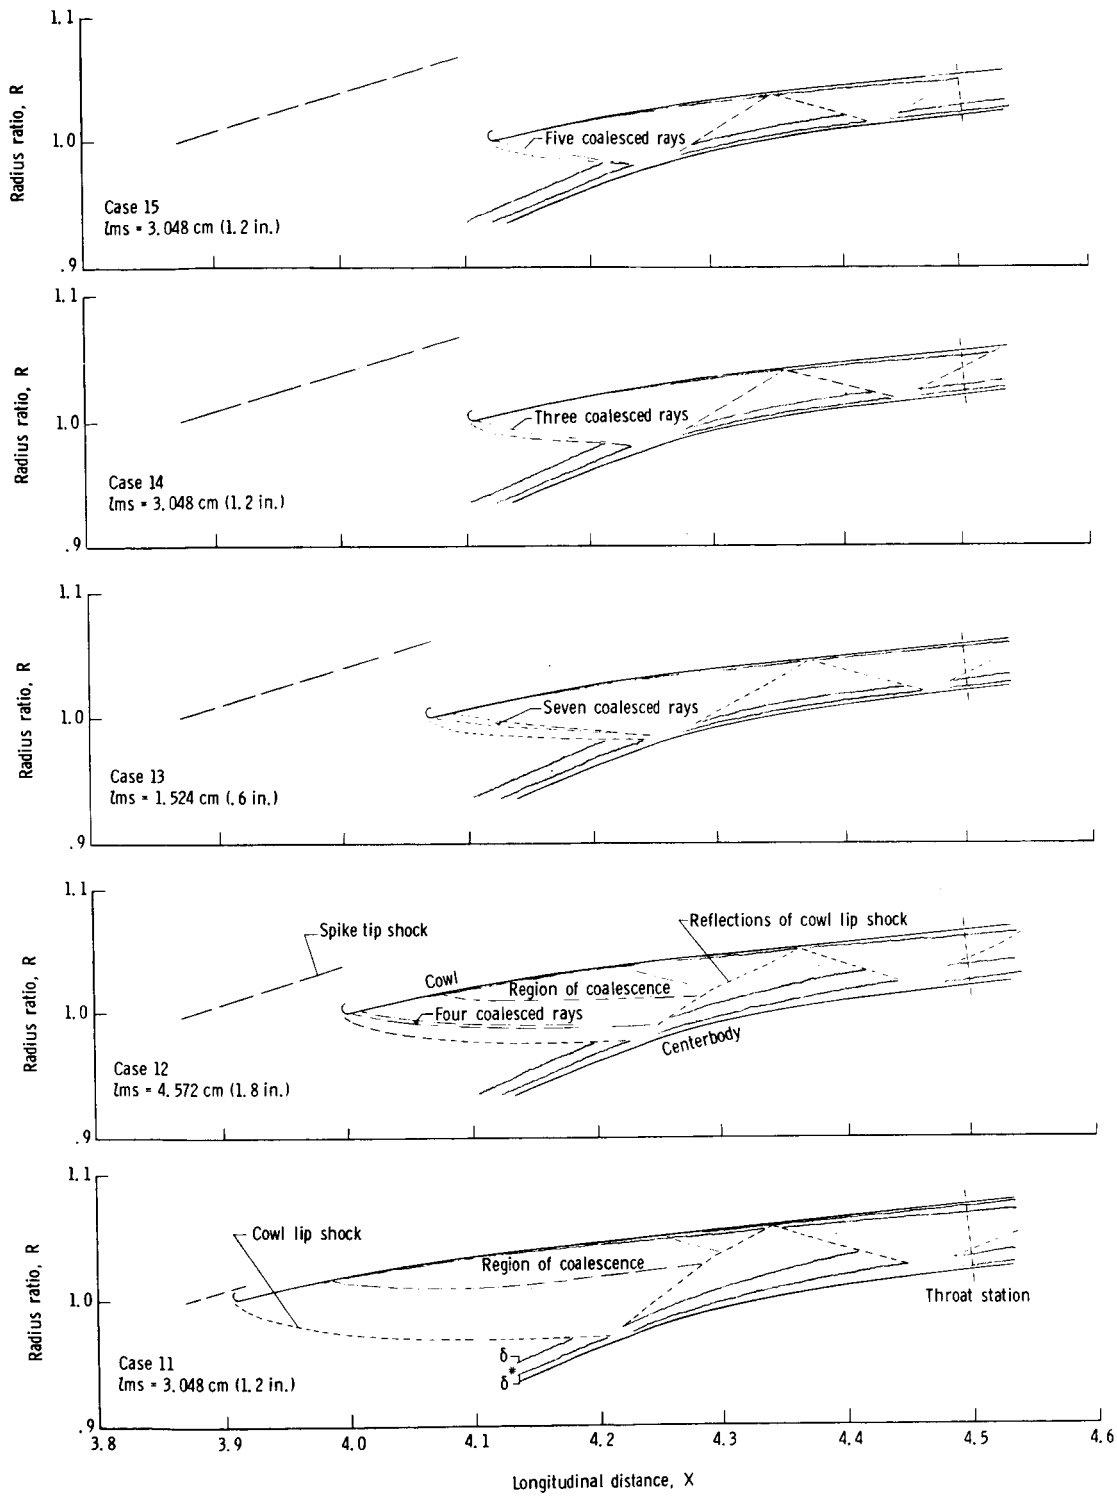 1.1
Radius ratio, R
1.0
Five coalesced rays
Case 15
lms = 3.048 cm (1.2 in.)
.9
1.1
Radius ratio, R
1.0
Three coalesced rays
Case 14
lms = 3.048 cm (1.2 in.)
.9
1.1
Radius ratio, R
1.0
Seven coalesced rays
Case 13
lms = 1.524 cm (.6 in.)
.9
1.1
Radius ratio, R
Spike tip shock
Reflections of cowl lip shock
Cowl
Region of coalescence
1.0
Four coalesced rays
Centerbody
Case 12
lms = 4.572 cm (1.8 in.)
.9
1.1
Radius ratio, R
Cowl lip shock
Region of coalescence
1.0
Throat station
δ
δ*
Case 11
lms = 3.048 cm (1.2 in.)
.9
3.8 3.9 4.0 4.1 4.2 4.3 4.4 4.5 4.6
Longitudinal distance, X